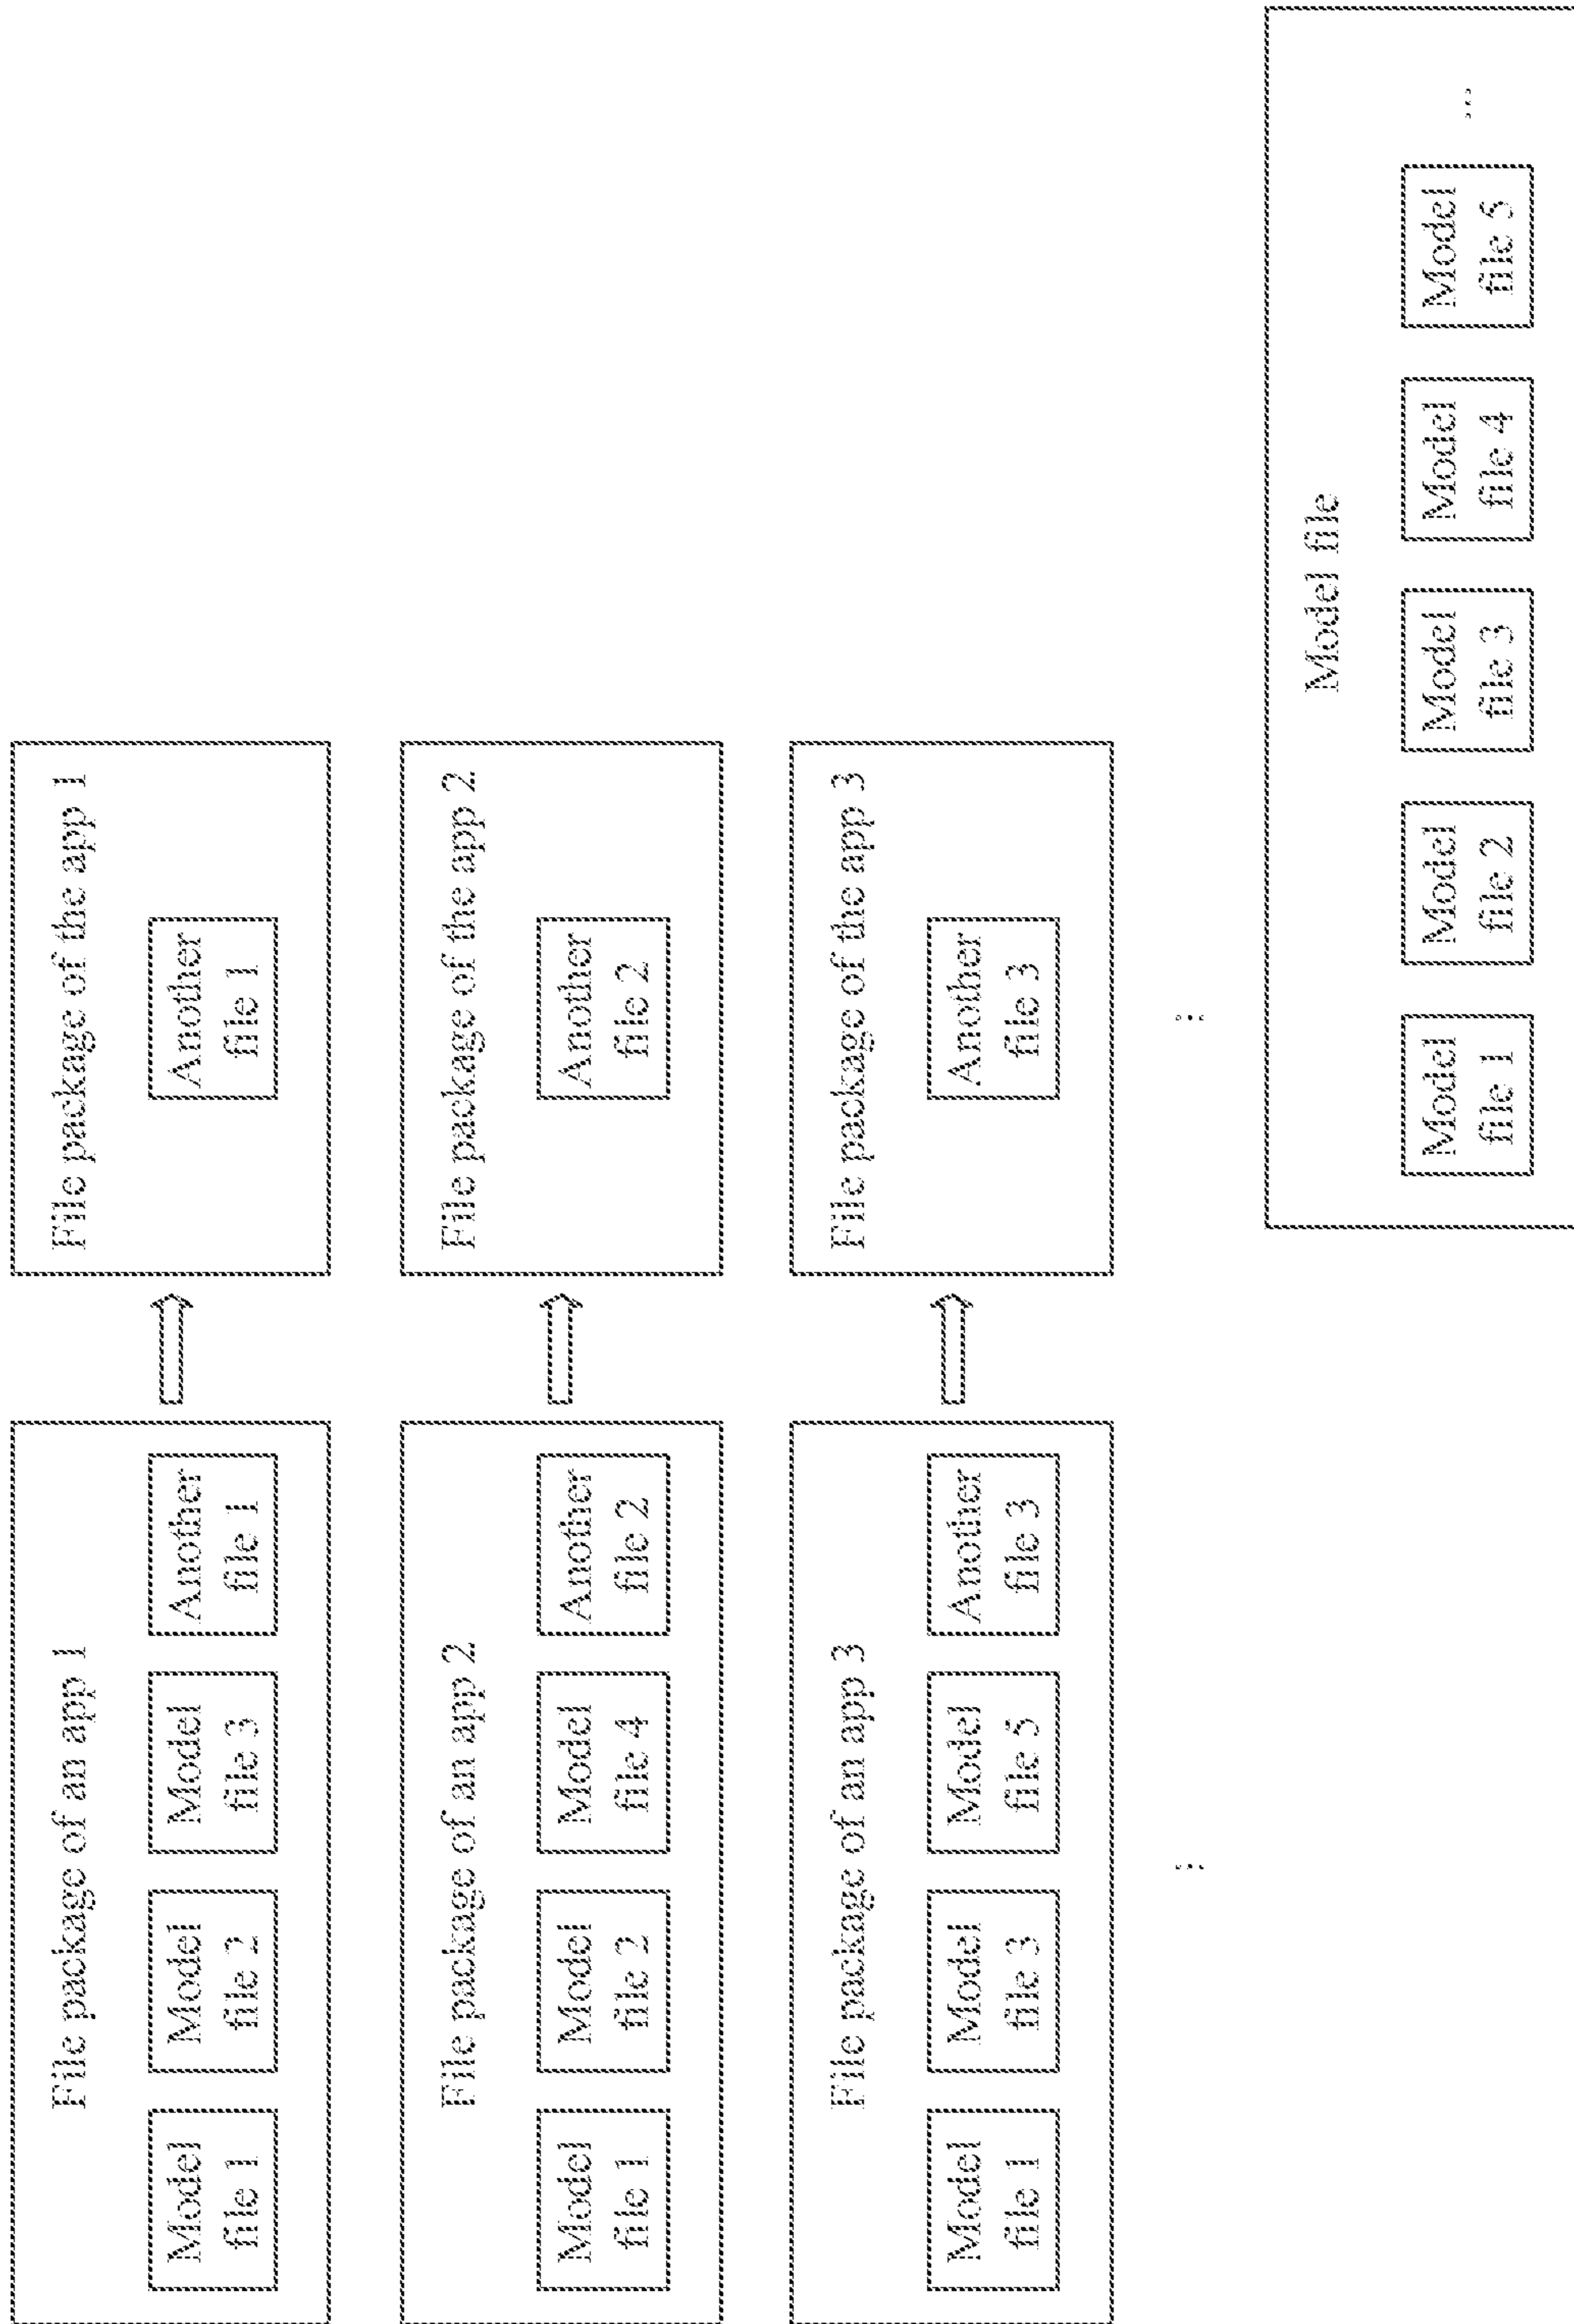 File package of an app 1
Model
file 1
Model
file 2
Model
file 3
Another
file 1
File package of the app 1
Another
file 1
File package of an app 2
Model
file 1
Model
file 2
Model
file 4
Another
file 2
File package of the app 2
Another
file 2
File package of an app 3
Model
file 1
Model
file 3
Model
file 5
Another
file 3
File package of the app 3
Another
file 3
...
...
Model file
Model
file 1
Model
file 2
Model
file 3
Model
file 4
Model
file 5
...